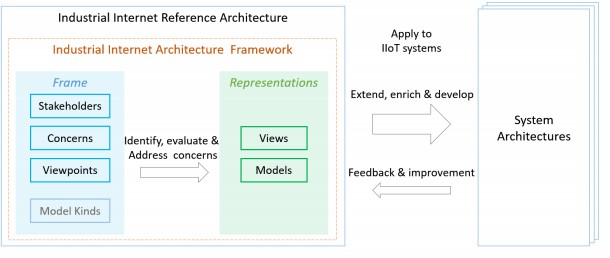 Industrial Internet Reference Architecture
Industrial Internet Architecture Framework
Frame
Stakeholders
Concerns
Viewpoints
Model Kinds
Identify, evaluate &
Address concerns
Representations
Views
Models
Apply to
IIoT systems
Extend, enrich & develop
Feedback & improvement
System
Architectures